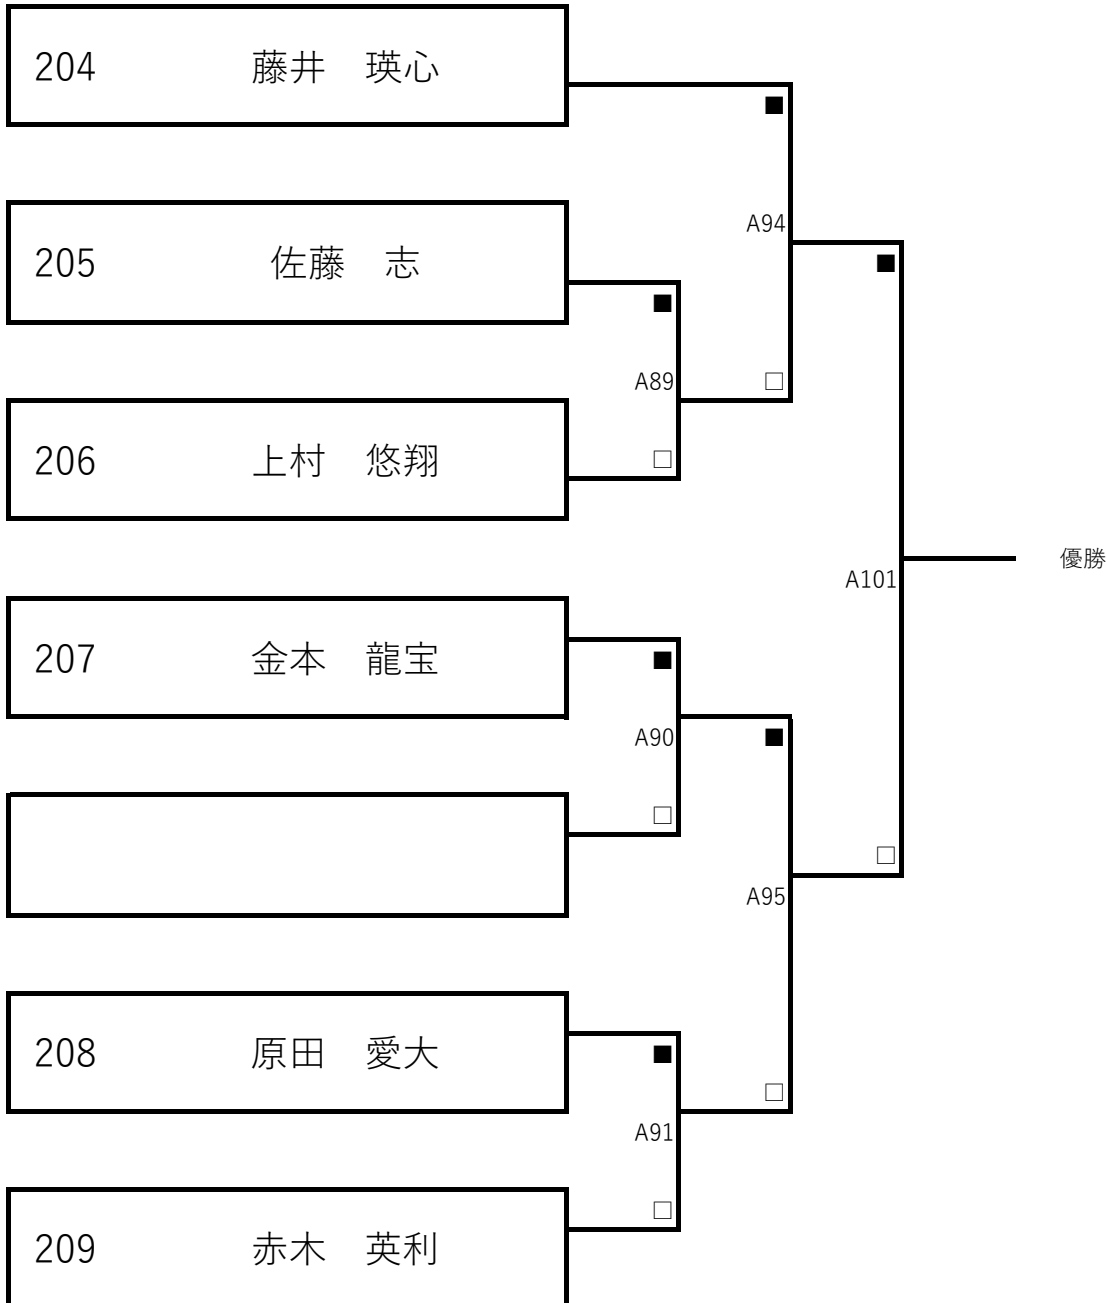 204 藤井　瑛心
■
A94
205 佐藤　志
■
■
A89
□
206 上村　悠翔
□
優勝
A101
207 金本　龍宝
■
A90
■
□
□
A95
208 原田　愛大
■
□
A91
□
209 赤木　英利